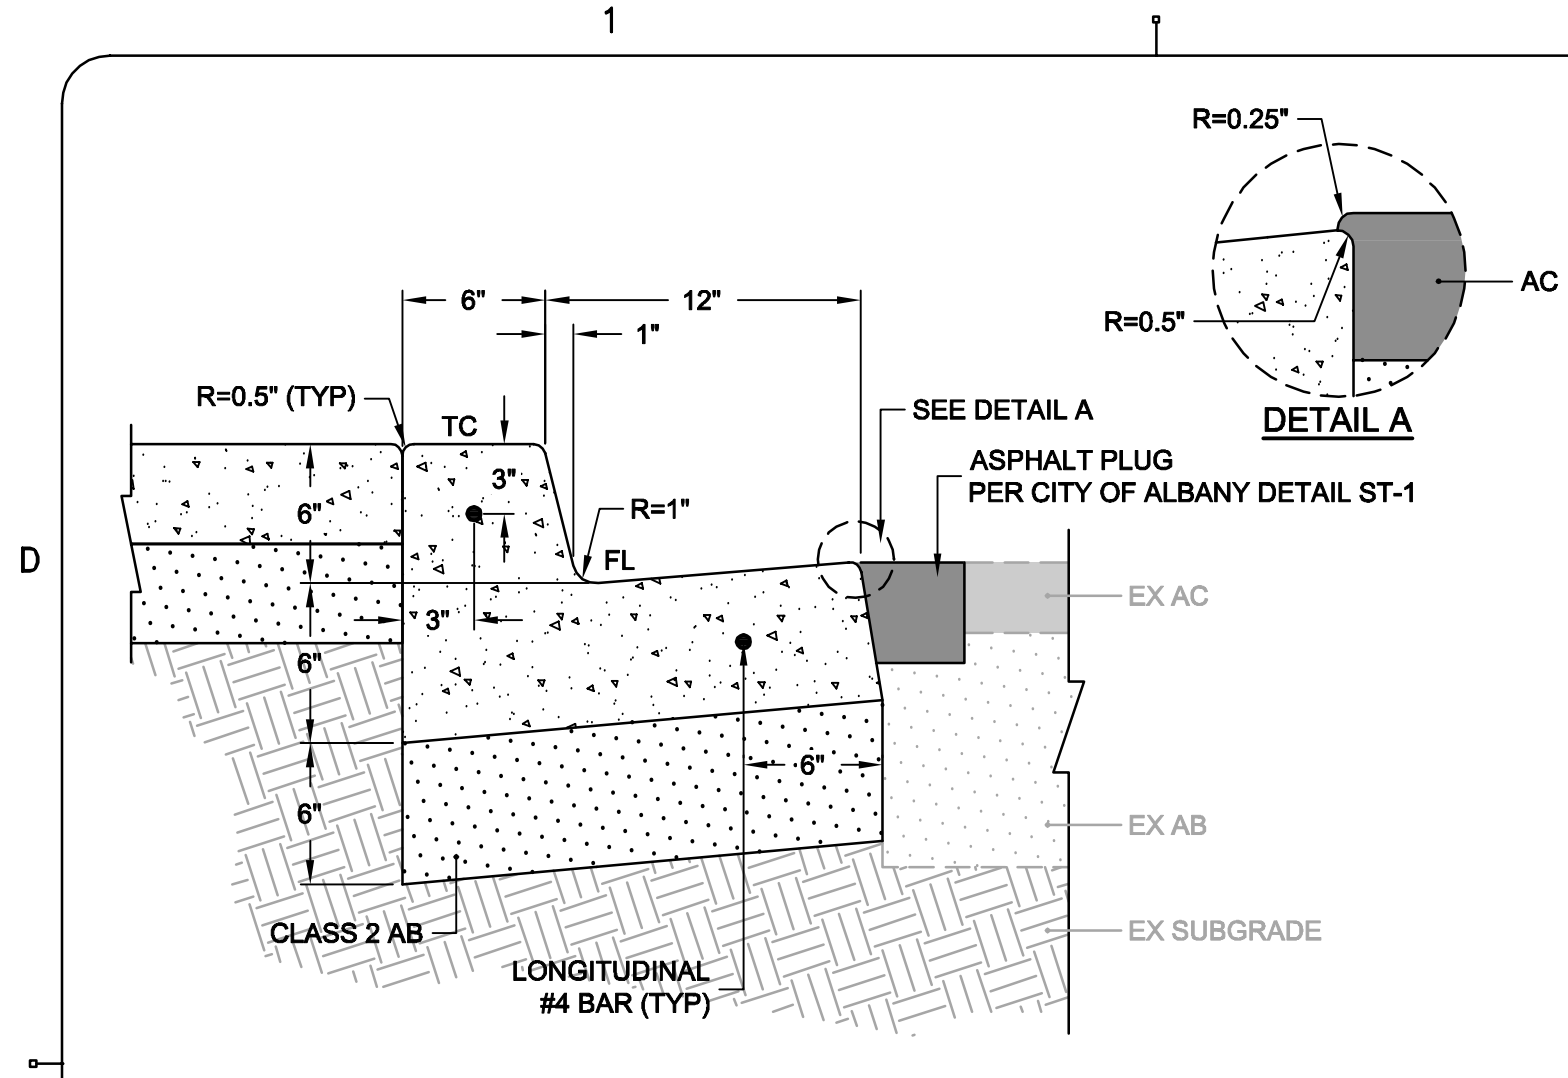 1
R=0.25"
AC
R=0.5"
DETAIL A
6"
12"
1"
R=0.5" (TYP)
TC
SEE DETAIL A
3"
ASPHALT PLUG
PER CITY OF ALBANY DETAIL ST-1
6"
R=1"
D
FL
EX AC
3"
6"
6"
6"
EX AB
CLASS 2 AB
EX SUBGRADE
LONGITUDINAL
#4 BAR (TYP)